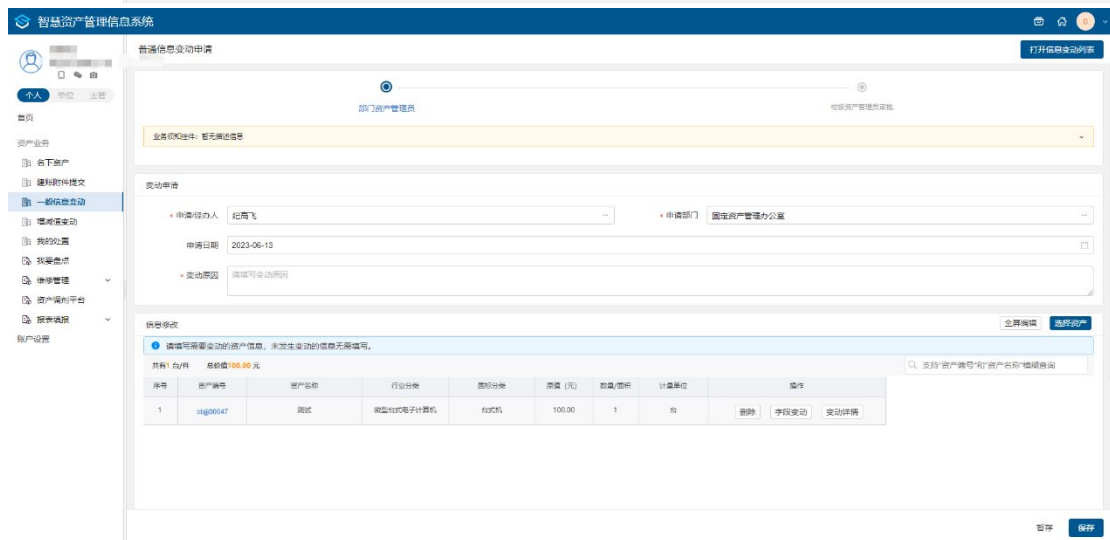 智慧资产管理信息系统
0
普通信息变动申请
打开信息变动列表
个人 单位 主管
首页
资产业务
名下资产
建账附件提交
一般信息变动
增减值变动
我的处置
我要盘点
维修管理
资产调剂平台
报表填报
账户设置
部门资产管理员
校级资产管理员审批
业务须知挂件：暂无描述信息
变动申请
* 申请/经办人 纪高飞
* 申请部门 固定资产管理办公室
申请日期 2023-06-13
* 变动原因 请填写变动原因
信息修改
全屏编辑 选择资产
请填写需要变动的资产信息，未发生变动的信息无需填写。
共有1 台/件 总价值100.00 元
支持"资产编号"和"资产名称"模糊查询
序号 资产编号 资产名称 行业分类 国标分类 原值（元） 数量/面积 计量单位 操作
1 测试 微型台式电子计算机 台式机 100.00 1 台 删除 字段变动 变动详情
暂存 保存